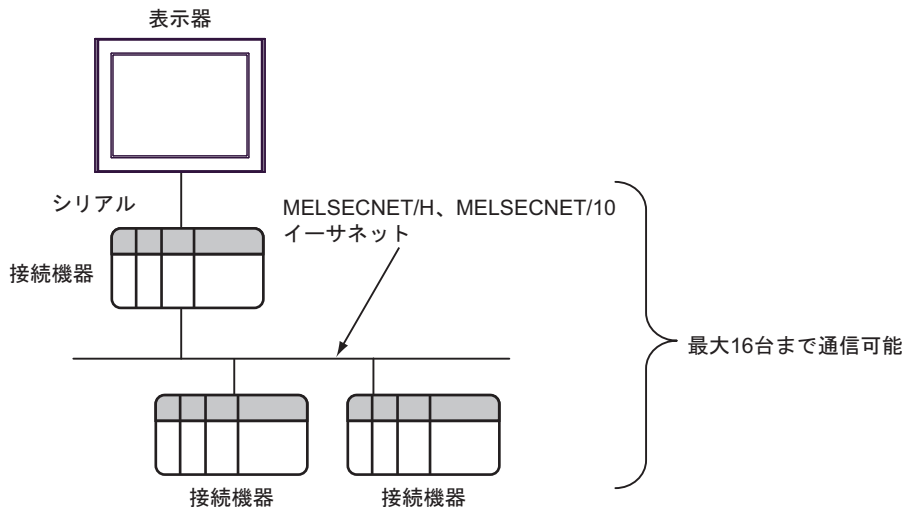 表示器
シリアル
MELSECNET/H、MELSECNET/10
イーサネット
接続機器
最大16台まで通信可能
接続機器
接続機器